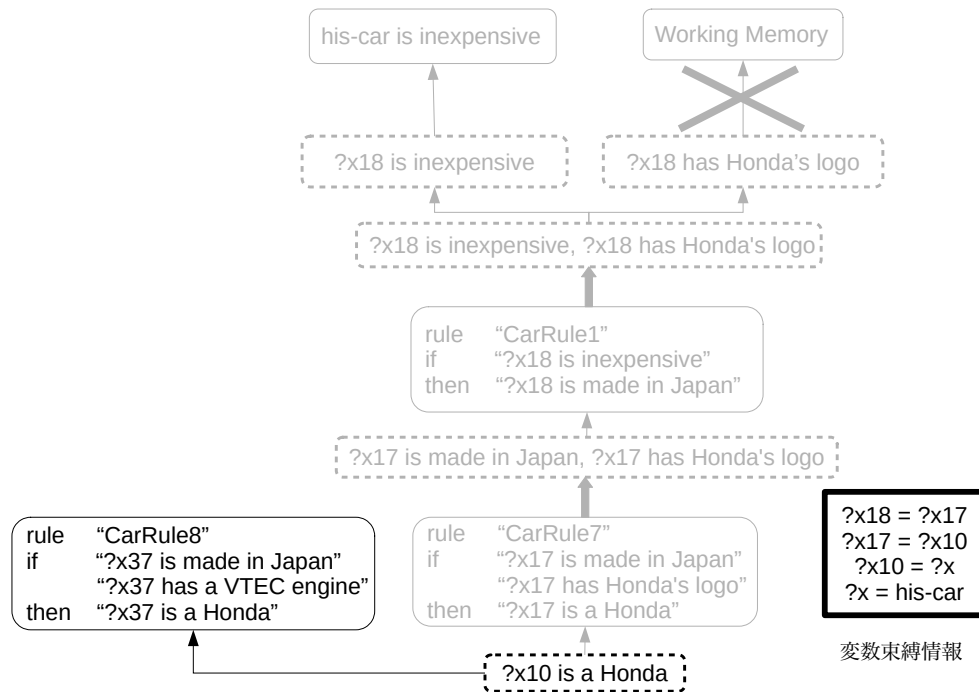 his-car is inexpensive
Working Memory
?x18 is inexpensive
?x18 has Honda's logo
?x18 is inexpensive, ?x18 has Honda's logo
rule “CarRule1”
if “?x18 is inexpensive”
then “?x18 is made in Japan”
?x17 is made in Japan, ?x17 has Honda's logo
rule “CarRule8”
if “?x37 is made in Japan”
“?x37 has a VTEC engine”
then “?x37 is a Honda”
rule “CarRule7”
if “?x17 is made in Japan”
“?x17 has Honda's logo”
then “?x17 is a Honda”
?x18 = ?x17
?x17 = ?x10
?x10 = ?x
?x = his-car
変数束縛情報
?x10 is a Honda